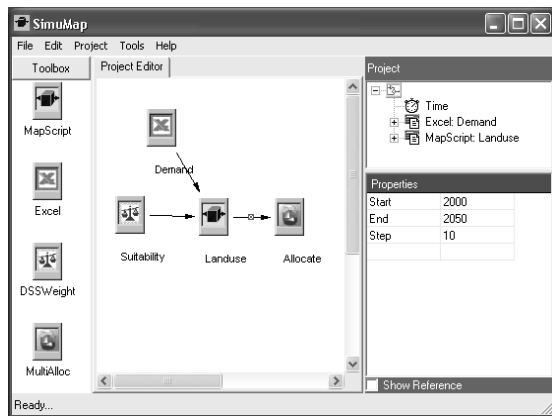 SimuMap
File Edit Project Tools Help
Toolbox
MapScript
Excel
DSSWeight
MultiAlloc
Project Editor
Demand
Suitability
Landuse
Allocate
Project
Time
Excel: Demand
MapScript: Landuse
Properties
Start 2000
End 2050
Step 10
Show Reference
Ready...